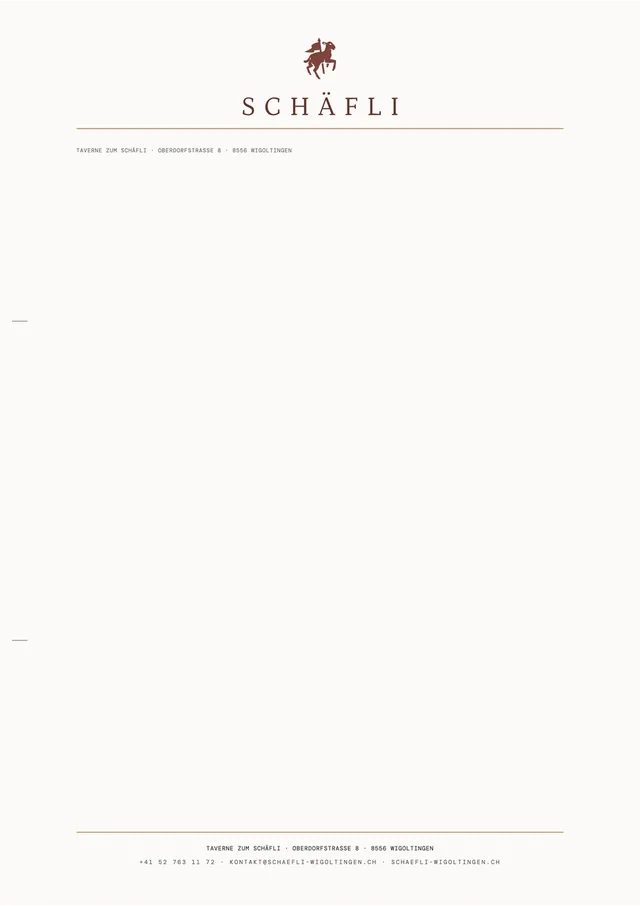 SCHÄFLI
TAVERNE ZUM SCHÄFLI · OBERDORFSTRASSE 8 · 8556 WIGOLTINGEN
TAVERNE ZUM SCHÄFLI · OBERDORFSTRASSE 8 · 8556 WIGOLTINGEN
+41 52 763 11 72 · KONTAKT@SCHAEFLI-WIGOLTINGEN.CH · SCHAEFLI-WIGOLTINGEN.CH